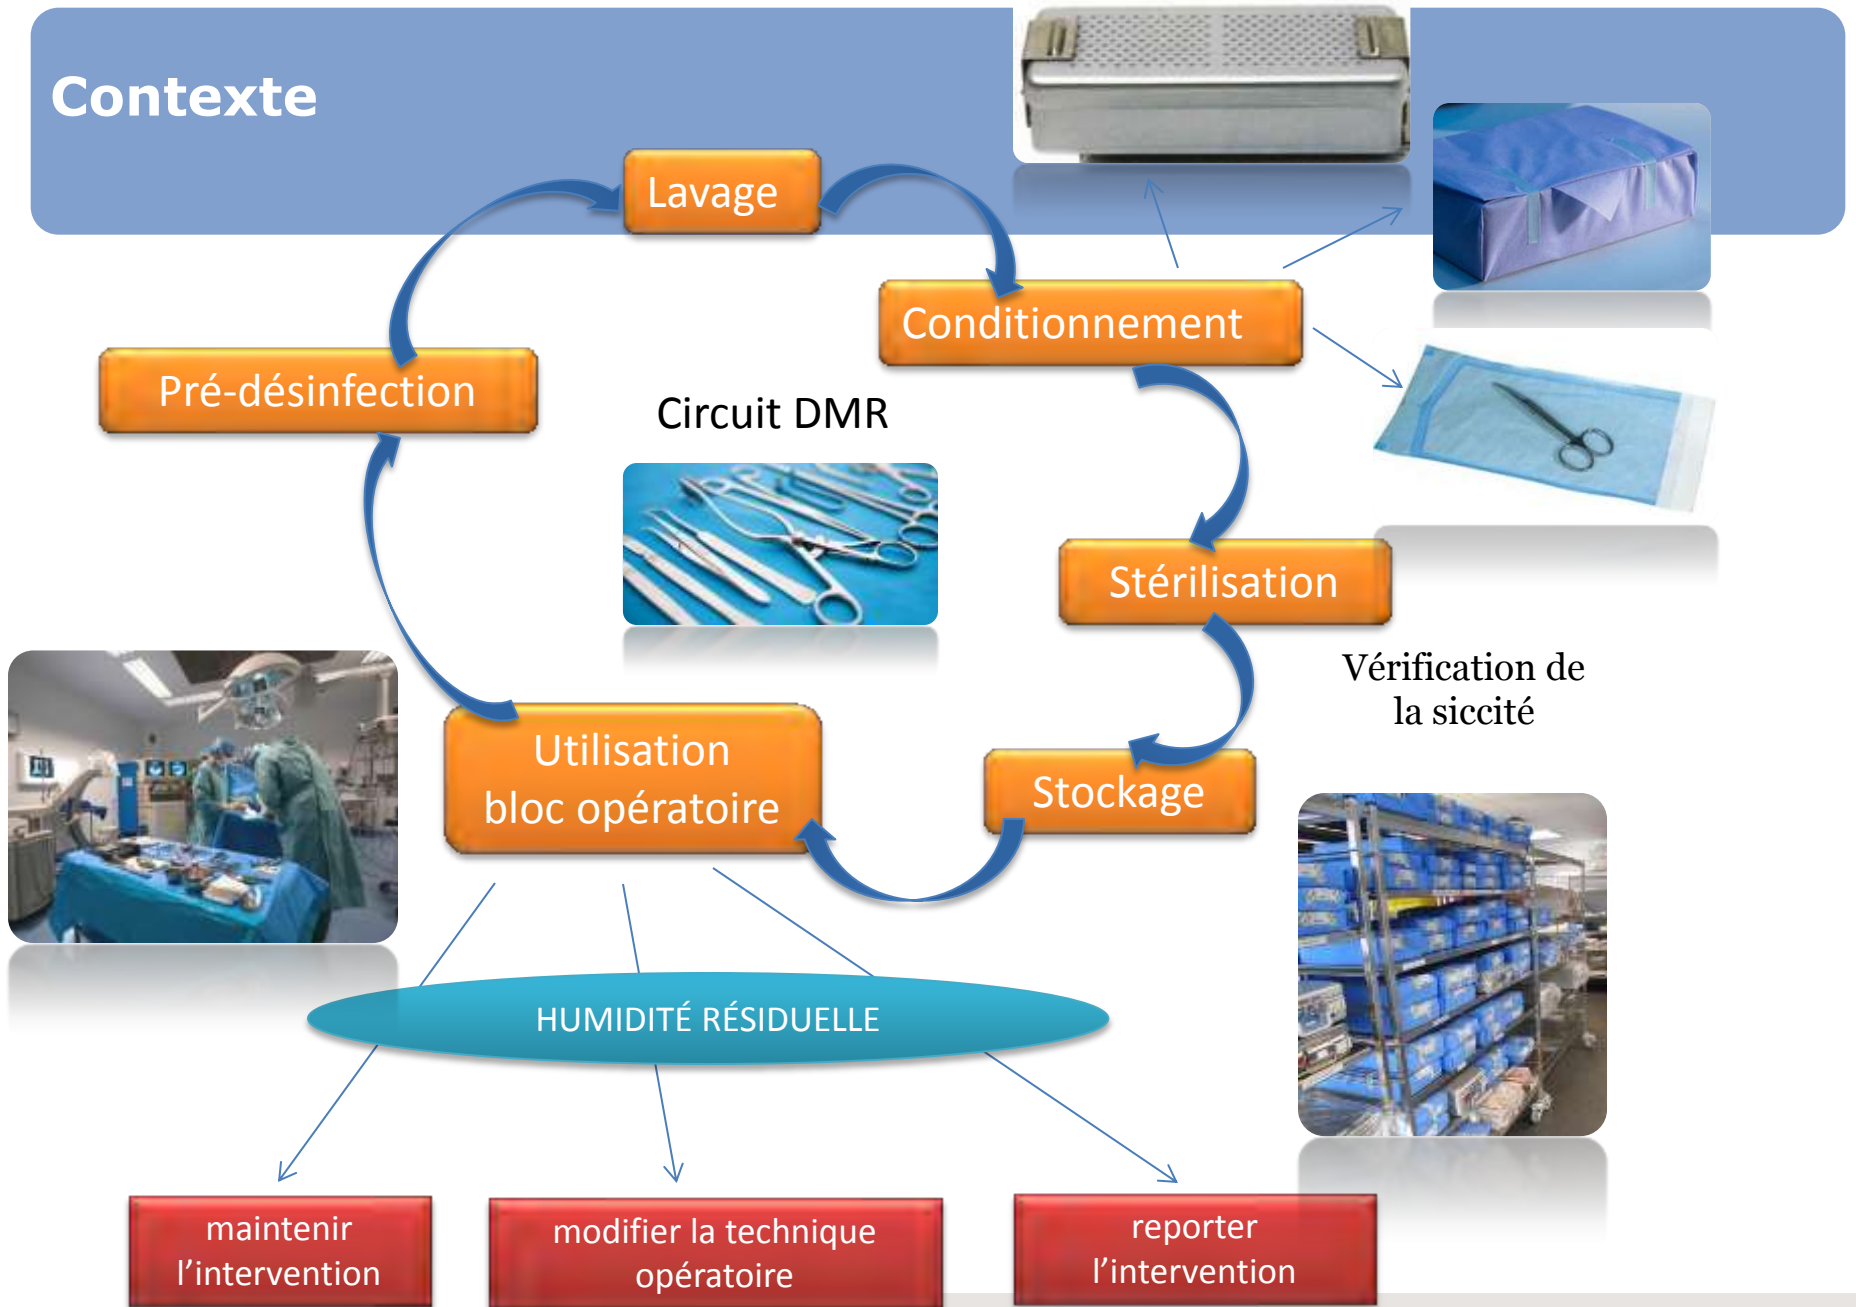 Contexte
Lavage
Conditionnement
Pré-désinfection
Circuit DMR
Stérilisation
Vérification de
la siccité
Utilisation
bloc opératoire
Stockage
HUMIDITÉ RÉSIDUELLE
maintenir
l’intervention
modifier la technique
opératoire
reporter
l’intervention